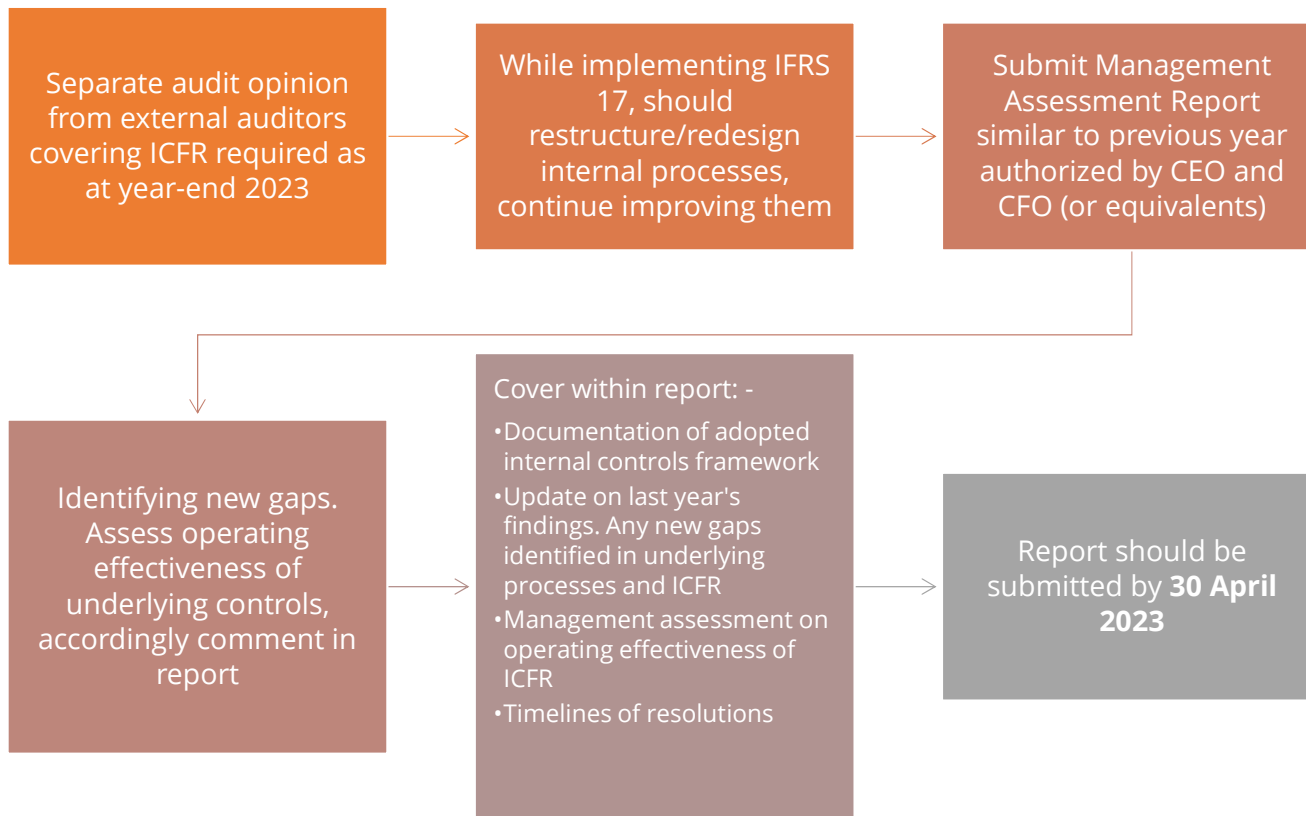 Separate audit opinion
from external auditors
covering ICFR required as
at year-end 2023
While implementing IFRS
17, should
restructure/redesign
internal processes,
continue improving them
Submit Management
Assessment Report
similar to previous year
authorized by CEO and
CFO (or equivalents)
Identifying new gaps.
Assess operating
effectiveness of
underlying controls,
accordingly comment in
report
Cover within report: -
•Documentation of adopted
internal controls framework
•Update on last year's
findings. Any new gaps
identified in underlying
processes and ICFR
•Management assessment on
operating effectiveness of
ICFR
•Timelines of resolutions
Report should be
submitted by 30 April
2023